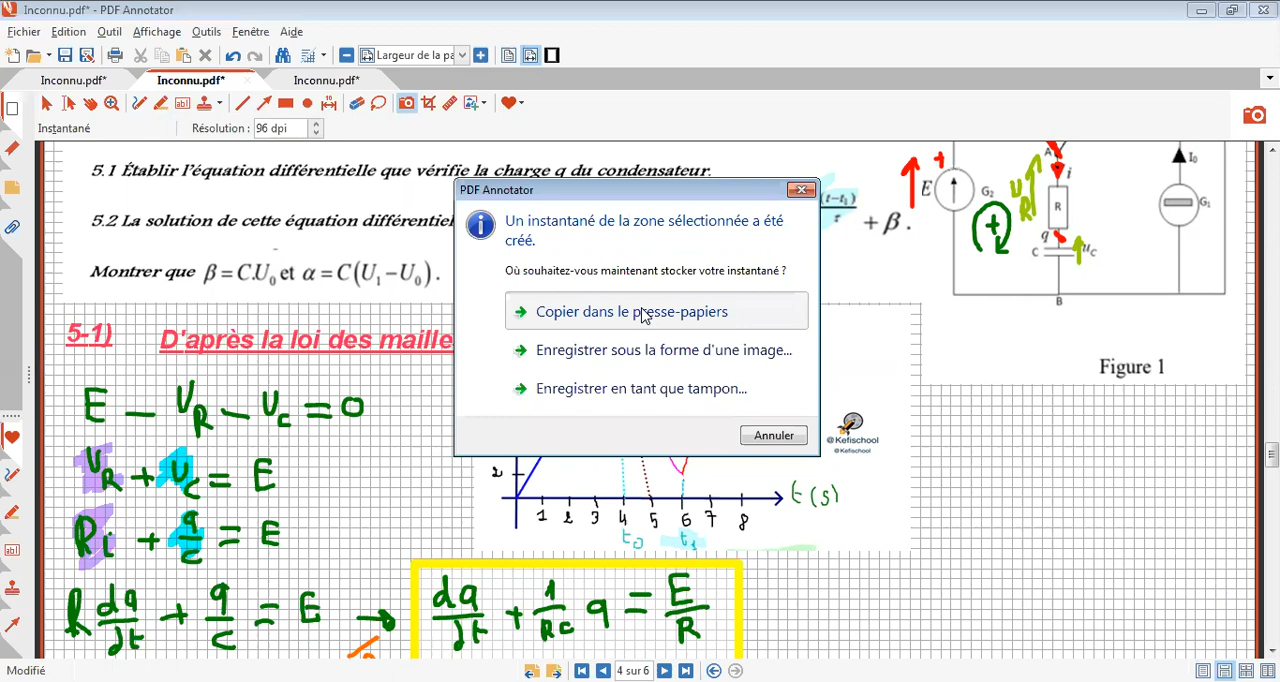 Inconnu.pdf* - PDF Annotator
Fichier Edition Outil Affichage Outils Fenêtre Aide
Largeur de la pa
Inconnu.pdf* Inconnu.pdf* Inconnu.pdf*
Instantané Résolution : 96 dpi
5.1 Établir l'équation différentielle que vérifie la charge q du condensateur.
5.2 La solution de cette équation différentiel
(t-t₁)
τ
+ β .
Montrer que β = C.U₀ et α = C(U₁ – U₀) .
PDF Annotator
Un instantané de la zone sélectionnée a été
créé.
Où souhaitez-vous maintenant stocker votre instantané ?
Copier dans le presse-papiers
Enregistrer sous la forme d'une image...
Enregistrer en tant que tampon...
Annuler
+ A i I₀
E G₂ U_R R G₁
+ q
C u_C
B
Figure 1
5-1) D'après la loi des maille
E – U_R – U_C = 0
U_R + U_C = E
Ri + q/C = E
R dq/dt + q/C = E → dq/dt + 1/RC q = E/R
@Kefischool
@Kefischool
2
1 2 3 4 5 6 7 8 t(s)
t₀ t₁
Modifié 4 sur 6